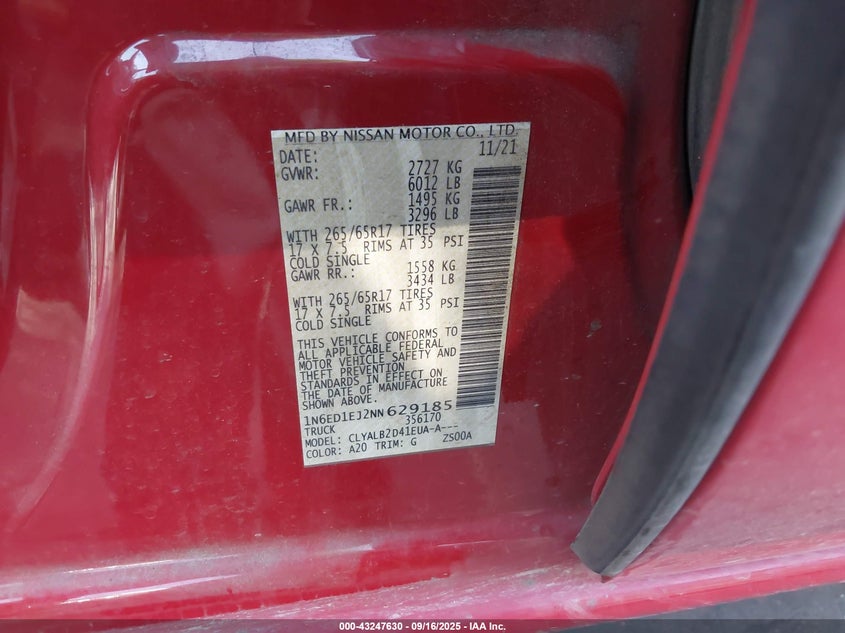 MFD BY NISSAN MOTOR CO., LTD.
DATE: 11/21
GVWR: 2727 KG
6012 LB
GAWR FR.: 1495 KG
3296 LB
WITH 265/65R17 TIRES
17 X 7.5 RIMS AT 35 PSI
COLD SINGLE
GAWR RR.: 1558 KG
3434 LB
WITH 265/65R17 TIRES
17 X 7.5 RIMS AT 35 PSI
COLD SINGLE
THIS VEHICLE CONFORMS TO
ALL APPLICABLE FEDERAL
MOTOR VEHICLE SAFETY AND
THEFT PREVENTION
STANDARDS IN EFFECT ON
THE DATE OF MANUFACTURE
SHOWN ABOVE.
1N6ED1EJ2NN629185
TRUCK 356170
MODEL: CLYALB2D41EUA-A---
COLOR: A20 TRIM: G ZS00A
000-43247630 - 09/16/2025 - IAA Inc.